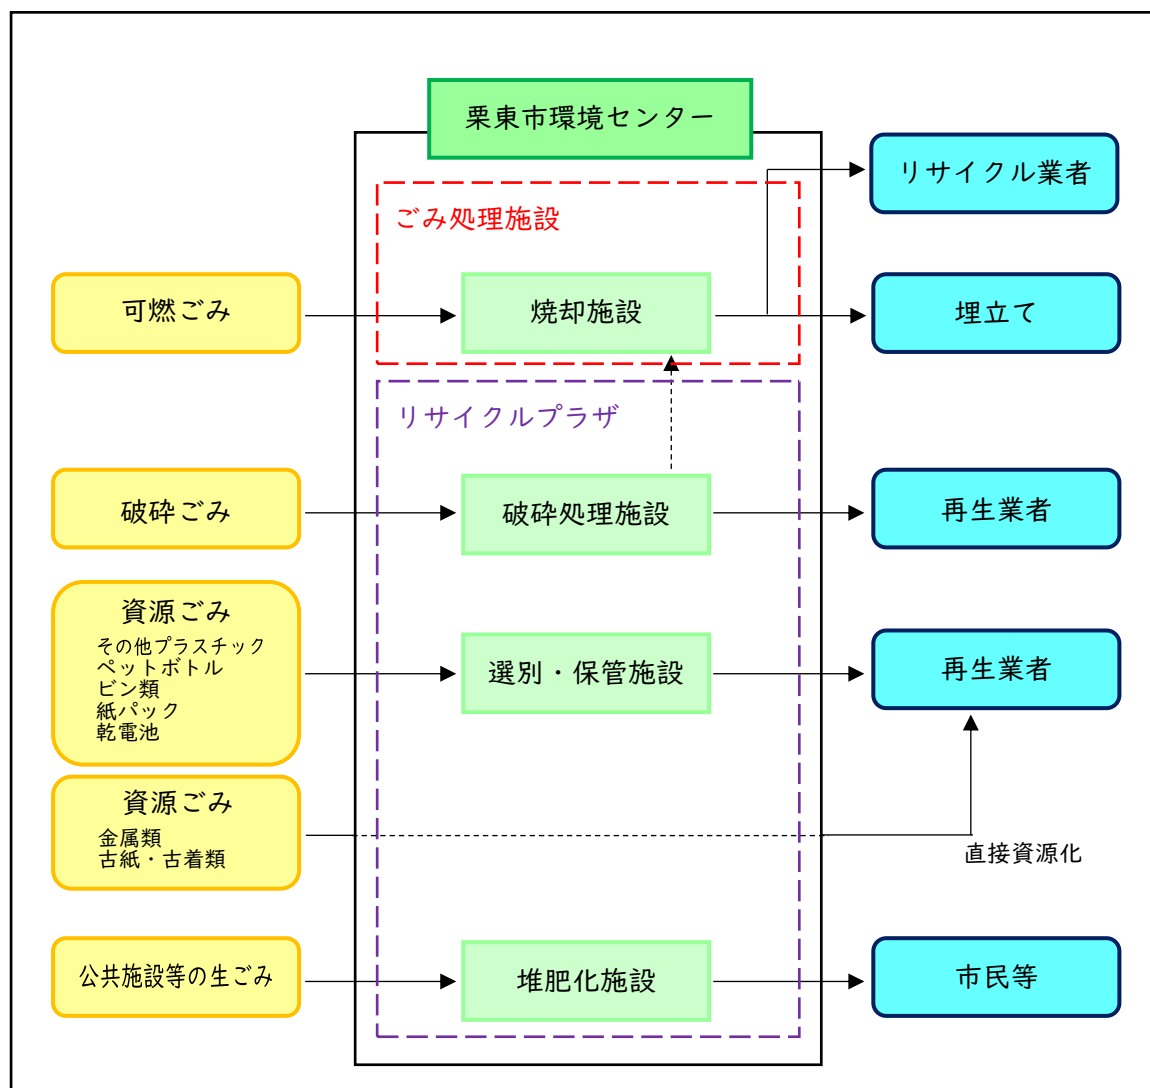 栗東市環境センター
リサイクル業者
ごみ処理施設
可燃ごみ
焼却施設
埋立て
リサイクルプラザ
破砕ごみ
破砕処理施設
再生業者
資源ごみ
その他プラスチック
ペットボトル
ビン類
紙パック
乾電池
選別・保管施設
再生業者
資源ごみ
金属類
古紙・古着類
直接資源化
公共施設等の生ごみ
堆肥化施設
市民等